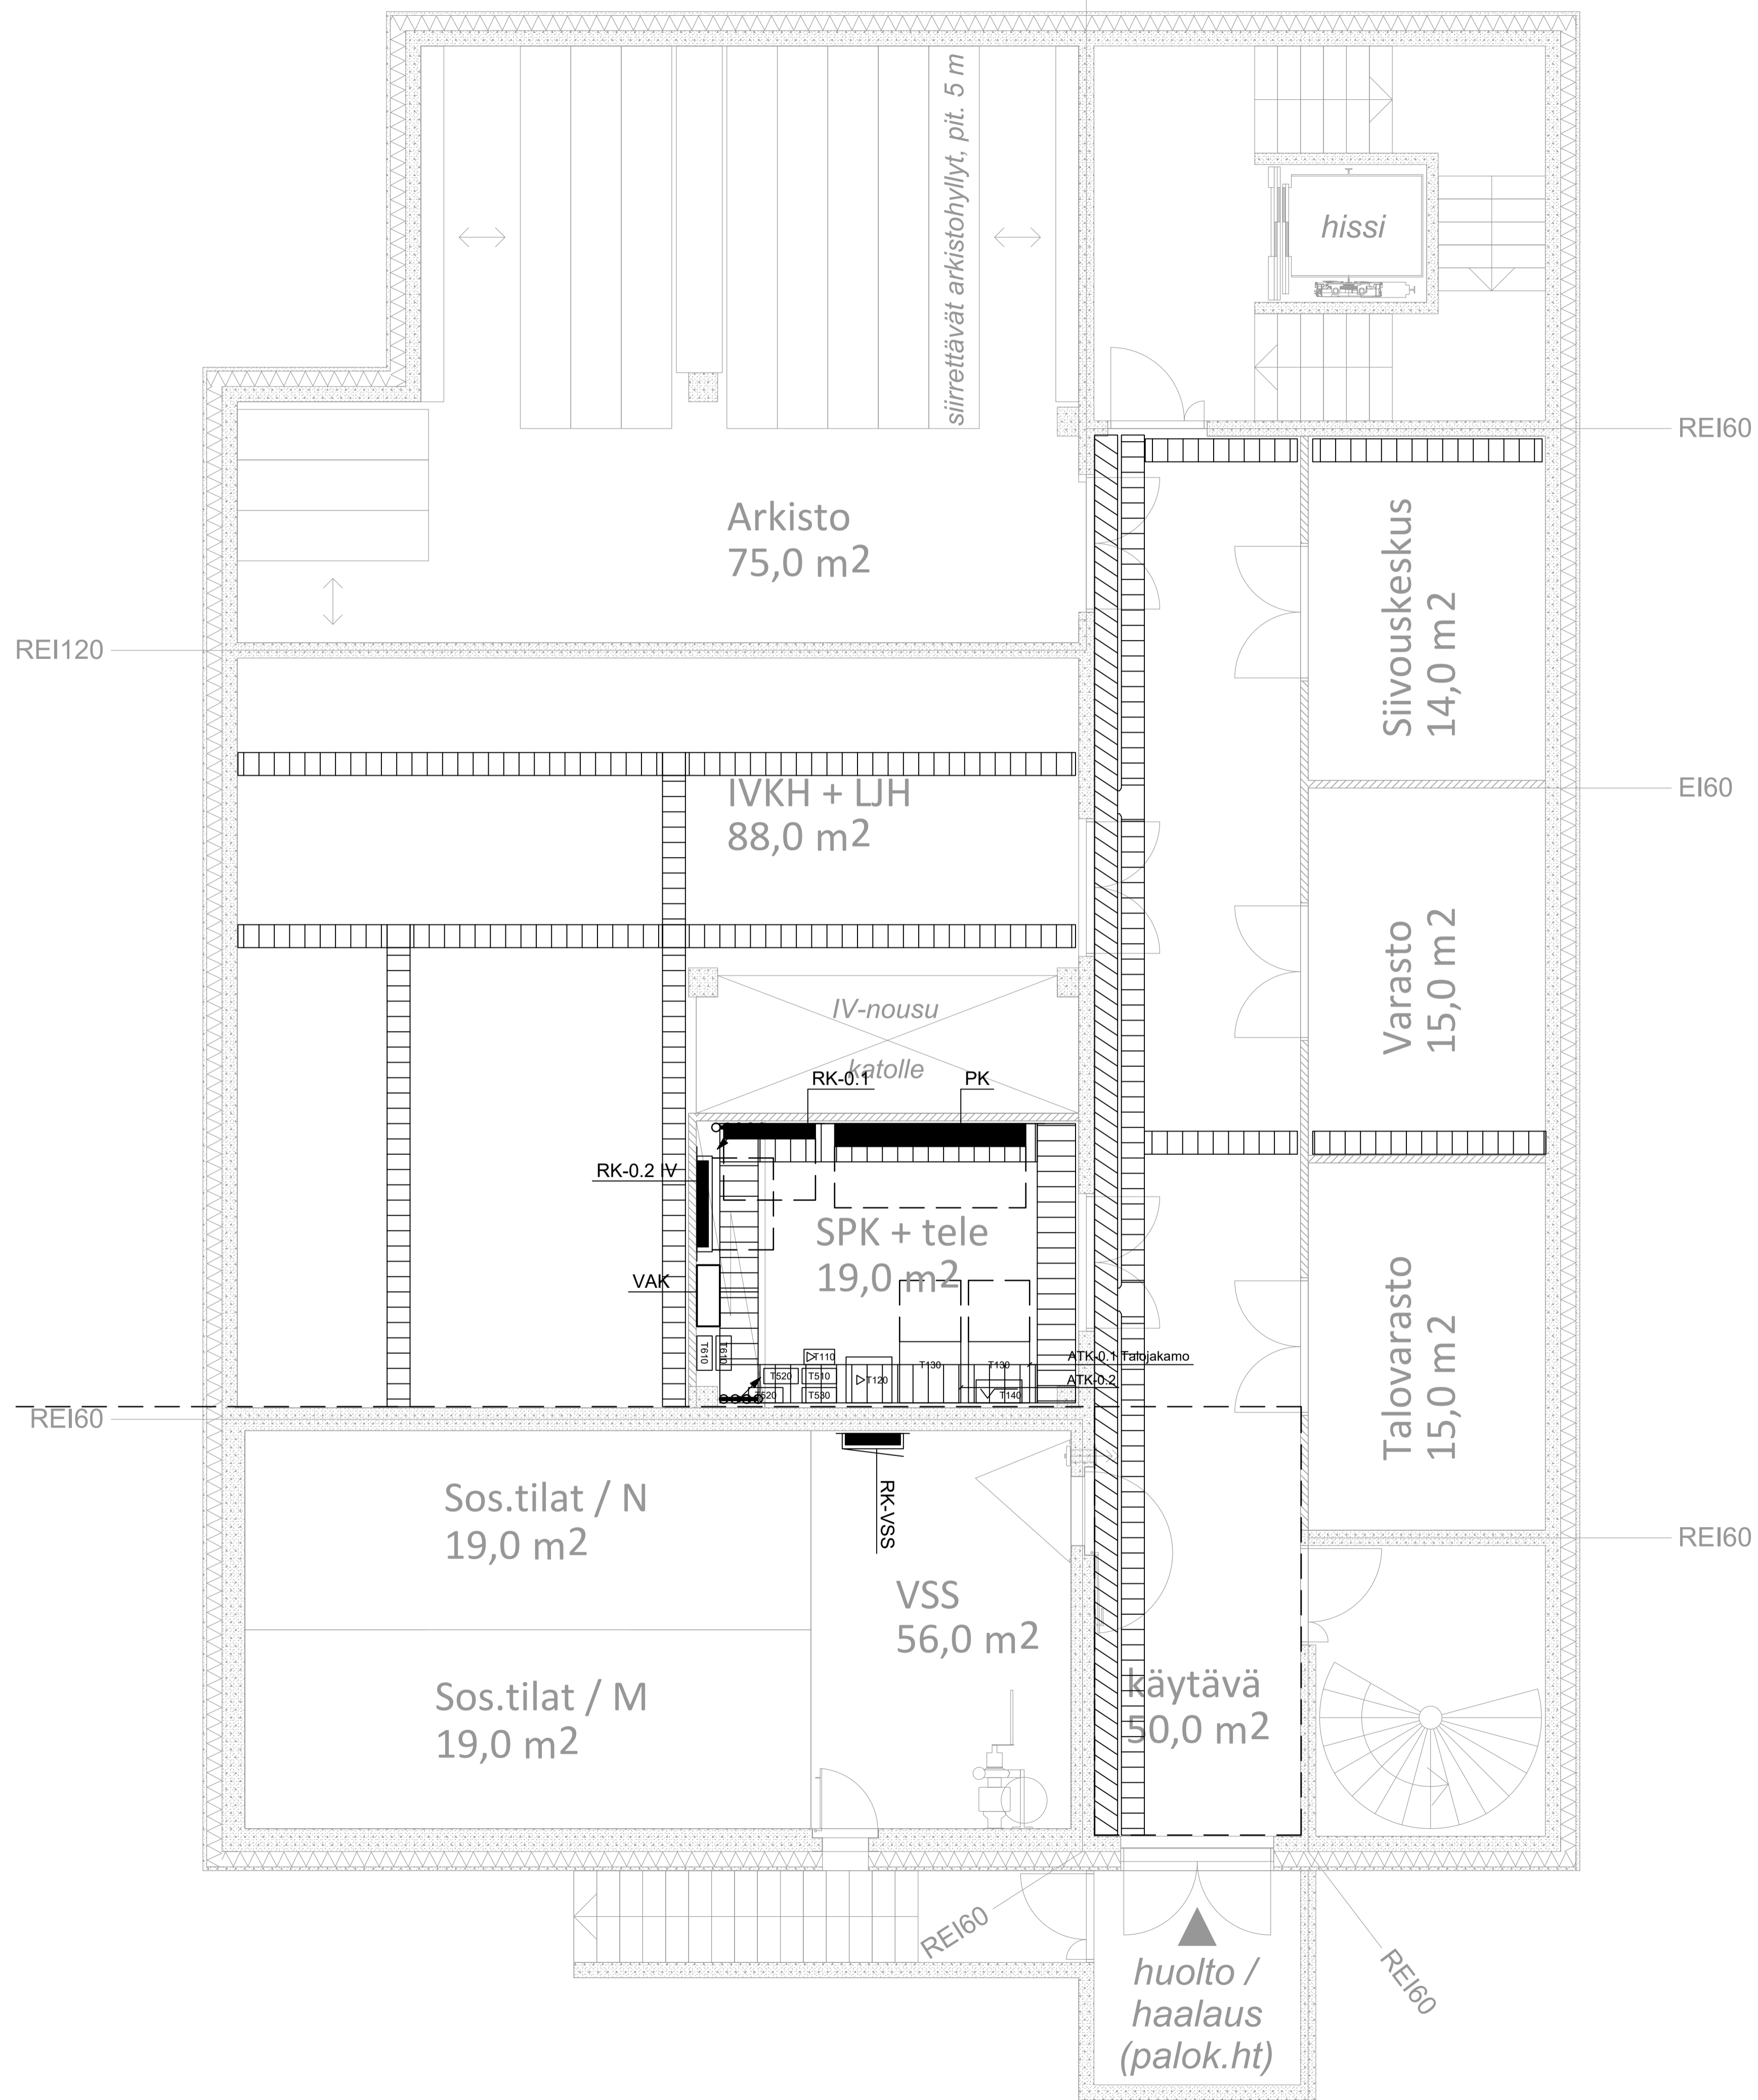 siirrettävät arkistohyllyt, pit. 5 m
hissi
REI60
Arkisto
75,0 m2
Siivouskeskus
14,0 m2
REI120
IVKH + LJH
88,0 m2
EI60
Varasto
15,0 m2
IV-nousu
katolle
RK-0.1
PK
RK-0.2 IV
SPK + tele
19,0 m2
VAK
T610
T610
T110
T520
T510
T520
T530
T120
T130
T130
T140
ATK-0.1 Talojakamo
ATK-0.2
Talovarasto
15,0 m2
REI60
Sos.tilat / N
19,0 m2
RK-VSS
REI60
VSS
56,0 m2
Sos.tilat / M
19,0 m2
käytävä
50,0 m2
REI60
REI60
huolto /
haalaus
(palok.ht)